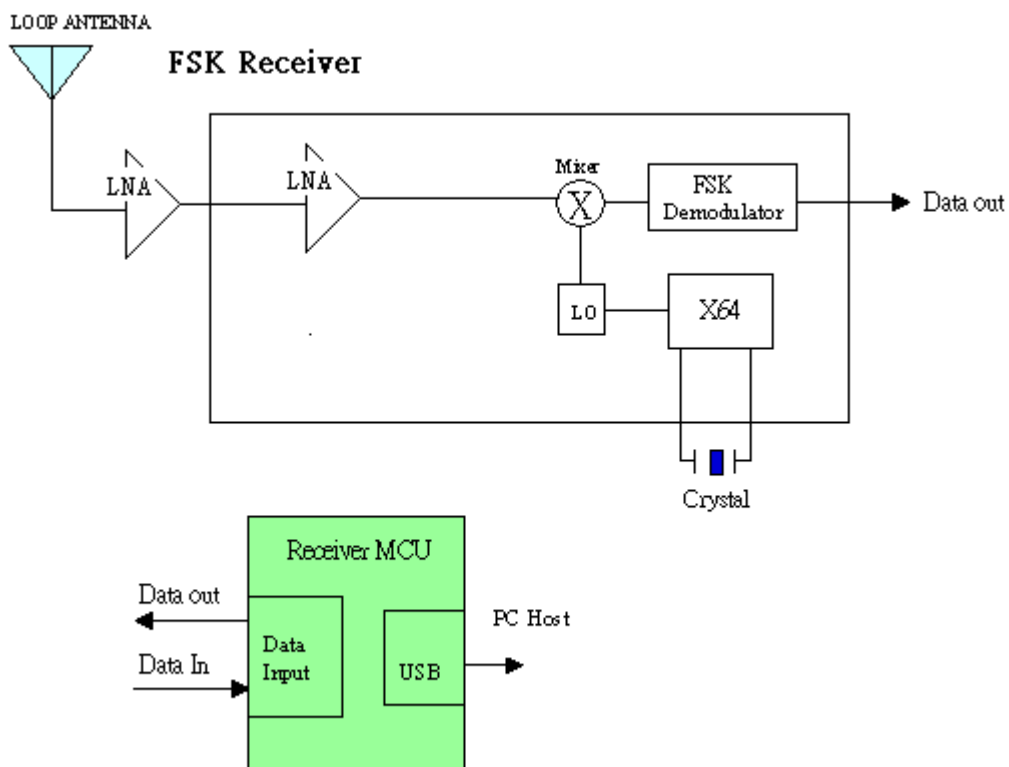 LOOP ANTENNA
FSK Receiver
LNA
LNA
Mixer
X
FSK
Demodulator
Data out
LO
X64
Crystal
Receiver MCU
Data out
Data In
Data
Input
USB
PC Host